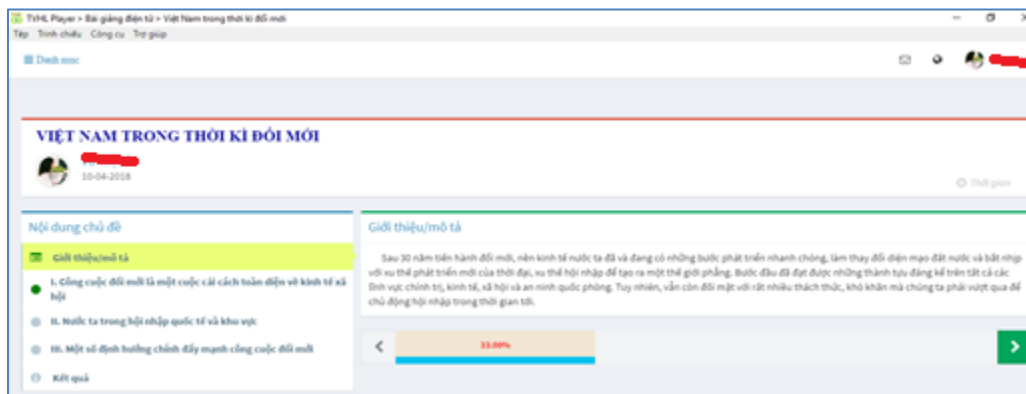 TVHL Player > Bài giảng điện tử > Việt Nam trong thời kì đổi mới
Tệp Trình chiếu Công cụ Trợ giúp
Danh mục
VIỆT NAM TRONG THỜI KÌ ĐỔI MỚI
10-04-2018
Thời gian
Nội dung chủ đề
Giới thiệu/mô tả
I. Công cuộc đổi mới là một cuộc cải cách toàn diện về kinh tế xã
hội
II. Nước ta trong hội nhập quốc tế và khu vực
III. Một số định hướng chính đẩy mạnh công cuộc đổi mới
Kết quả
Giới thiệu/mô tả
Sau 30 năm tiến hành đổi mới, nền kinh tế nước ta đã và đang có những bước phát triển nhanh chóng, làm thay đổi diện mạo đất nước và bắt nhịp
với xu thế phát triển mới của thời đại, xu thế hội nhập để tạo ra một thế giới phẳng. Bước đầu đã đạt được những thành tựu đáng kể trên tất cả các
lĩnh vực chính trị, kinh tế, xã hội và an ninh quốc phòng. Tuy nhiên, vẫn còn đối mặt với rất nhiều thách thức, khó khăn mà chúng ta phải vượt qua để
chủ động hội nhập trong thời gian tới.
33.00%